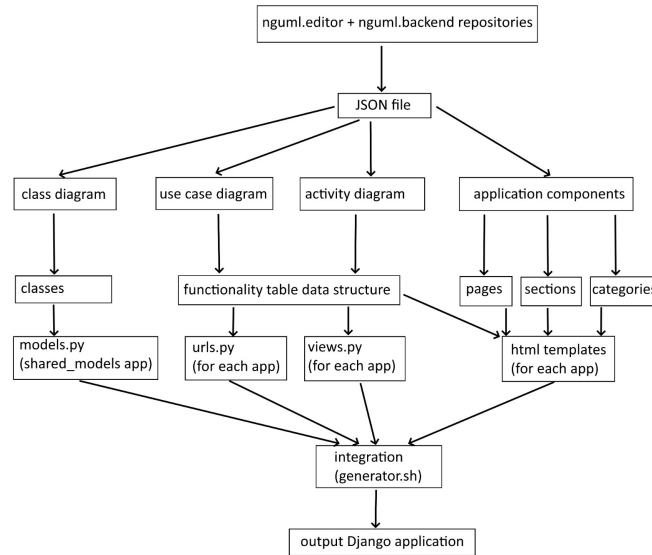 nguml.editor + nguml.backend repositories
JSON file
class diagram
use case diagram
activity diagram
application components
classes
functionality table data structure
pages
sections
categories
models.py
(shared_models app)
urls.py
(for each app)
views.py
(for each app)
html templates
(for each app)
integration
(generator.sh)
output Django application